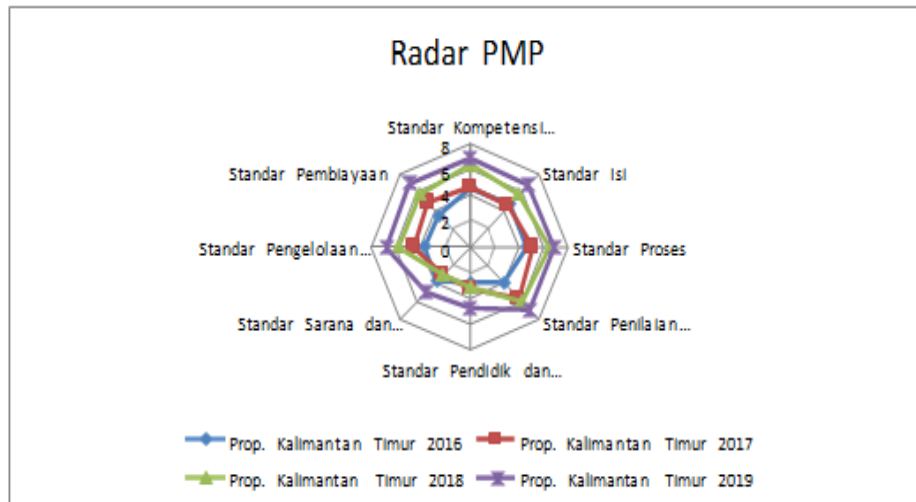 Radar PMP
Standar Kompetensi...
8
Standar Pembiayaan
6
Standar Isi
4
2
Standar Pengelolaan...
0
Standar Proses
Standar Sarana dan...
Standar Penilaian...
Standar Pendidik dan...
Prop. Kalimantan Timur 2016
Prop. Kalimantan Timur 2017
Prop. Kalimantan Timur 2018
Prop. Kalimantan Timur 2019